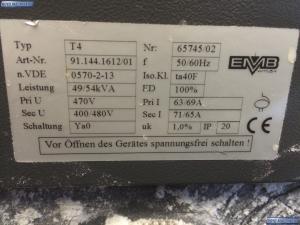 Typ T4 Nr: 65745/02
Art-Nr. 91.144.1612/01 f 50/60Hz
n.VDE 0570-2-13 Iso.Kl. ta40F
Leistung 49/54kVA ED 100%
Pri U 470V Pri I 63/69A
Sec U 400/480V Sec I 71/65A
Schaltung Ya0 uk 1,0% IP 20
EMB
Vor Öffnen des Gerätes spannungsfrei schalten !